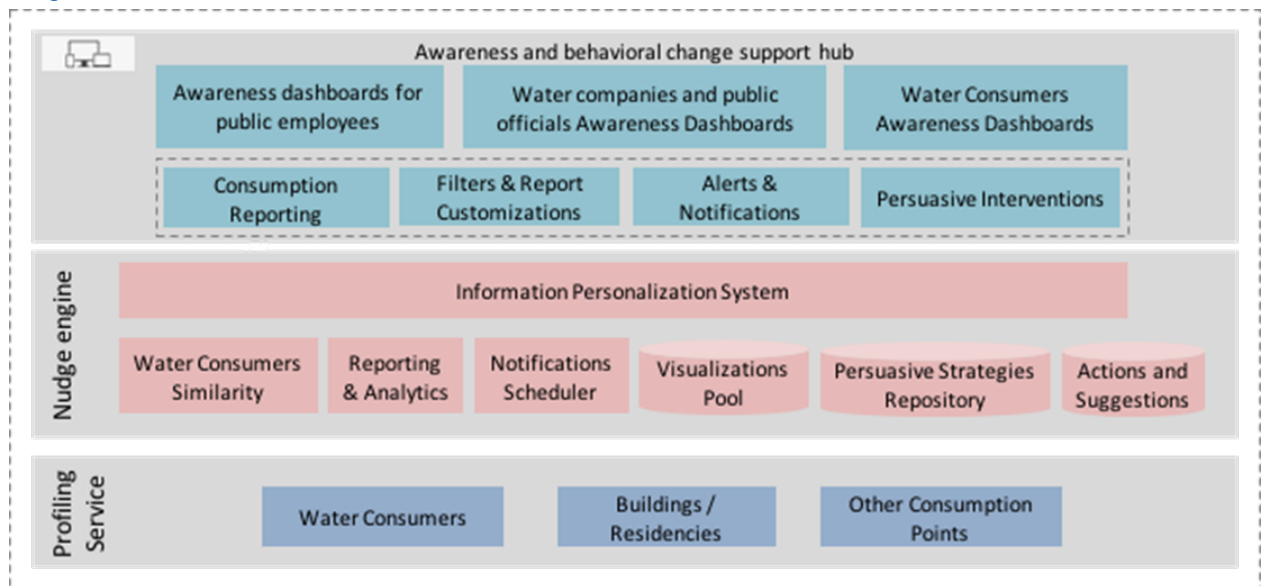 Awareness and behavioral change support hub
Awareness dashboards for
public employees
Water companies and public
officials Awareness Dashboards
Water Consumers
Awareness Dashboards
Consumption
Reporting
Filters & Report
Customizations
Alerts &
Notifications
Persuasive Interventions
Nudge engine
Information Personalization System
Water Consumers
Similarity
Reporting
& Analytics
Notifications
Scheduler
Visualizations
Pool
Persuasive Strategies
Repository
Actions and
Suggestions
Profiling
Service
Water Consumers
Buildings /
Residencies
Other Consumption
Points